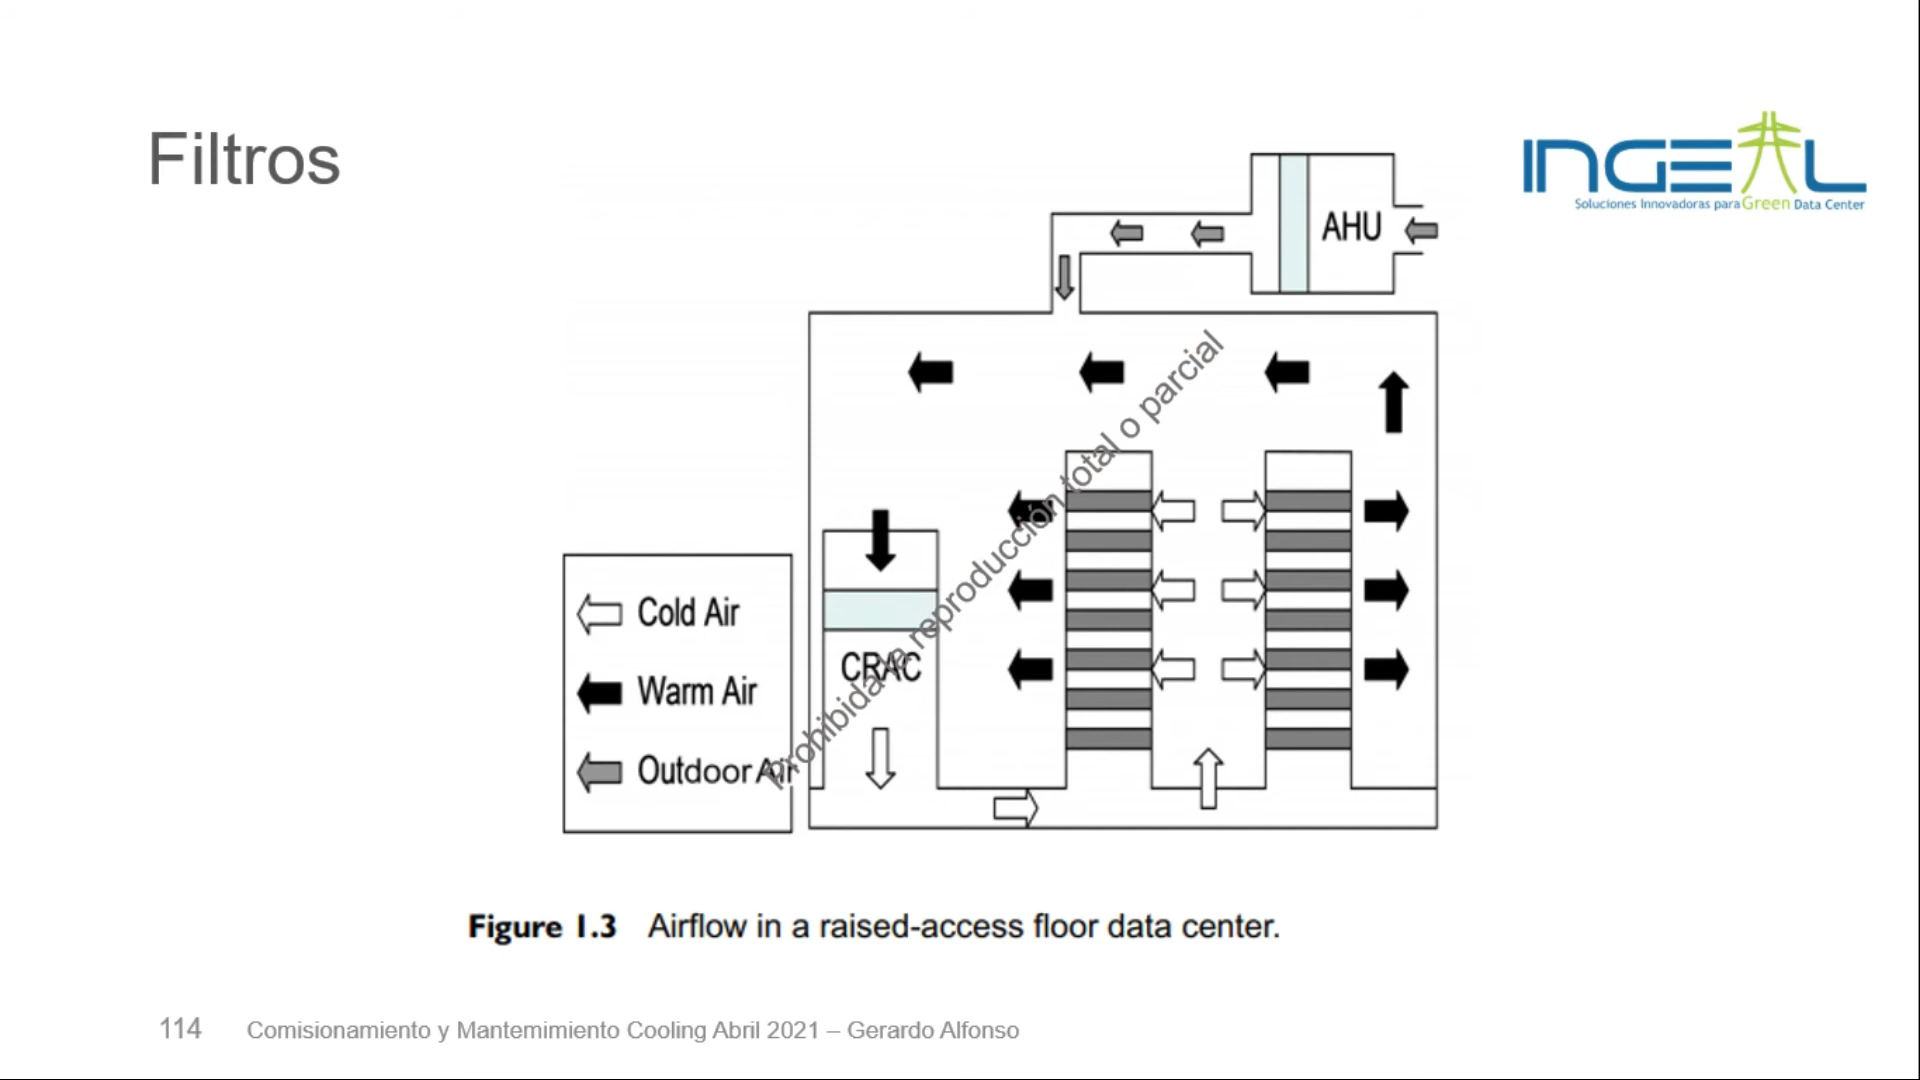 Filtros
INGEAL
Soluciones Innovadoras para Green Data Center
AHU
Prohibida la reproducción total o parcial
CRAC
Cold Air
Warm Air
Outdoor Air
Figure 1.3 Airflow in a raised-access floor data center.
114 Comisionamiento y Mantemimiento Cooling Abril 2021 – Gerardo Alfonso